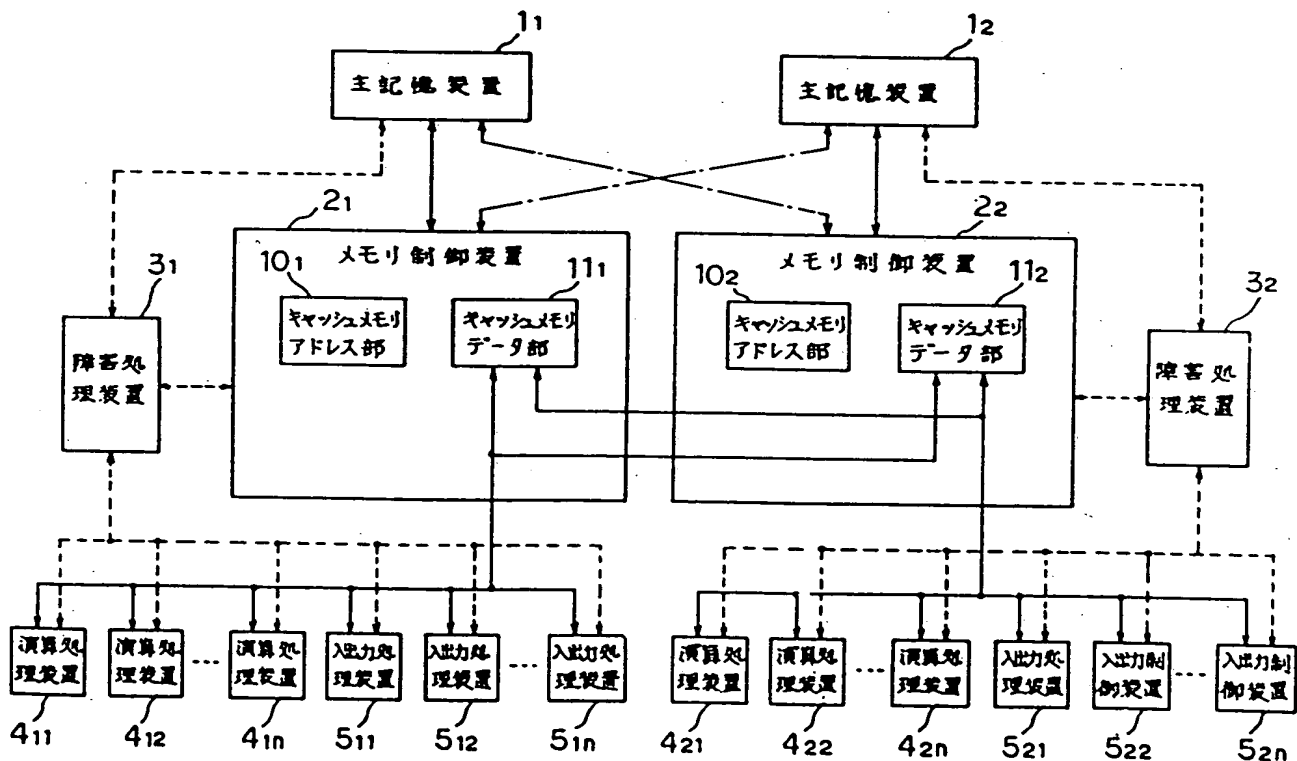 1₁
1₂
主記憶装置
主記憶装置
2₁
2₂
メモリ制御装置
メモリ制御装置
3₁
10₁
11₁
10₂
11₂
3₂
キャッシュメモリ
アドレス部
キャッシュメモリ
データ部
キャッシュメモリ
アドレス部
キャッシュメモリ
データ部
障害処
理装置
障害処
理装置
演算処
理装置
演算処
理装置
...
演算処
理装置
入出力処
理装置
入出力処
理装置
...
入出力処
理装置
演算処
理装置
演算処
理装置
...
演算処
理装置
入出力処
理装置
入出力制
御装置
...
入出力制
御装置
4₁₁
4₁₂
4₁ₙ
5₁₁
5₁₂
5₁ₙ
4₂₁
4₂₂
4₂ₙ
5₂₁
5₂₂
5₂ₙ